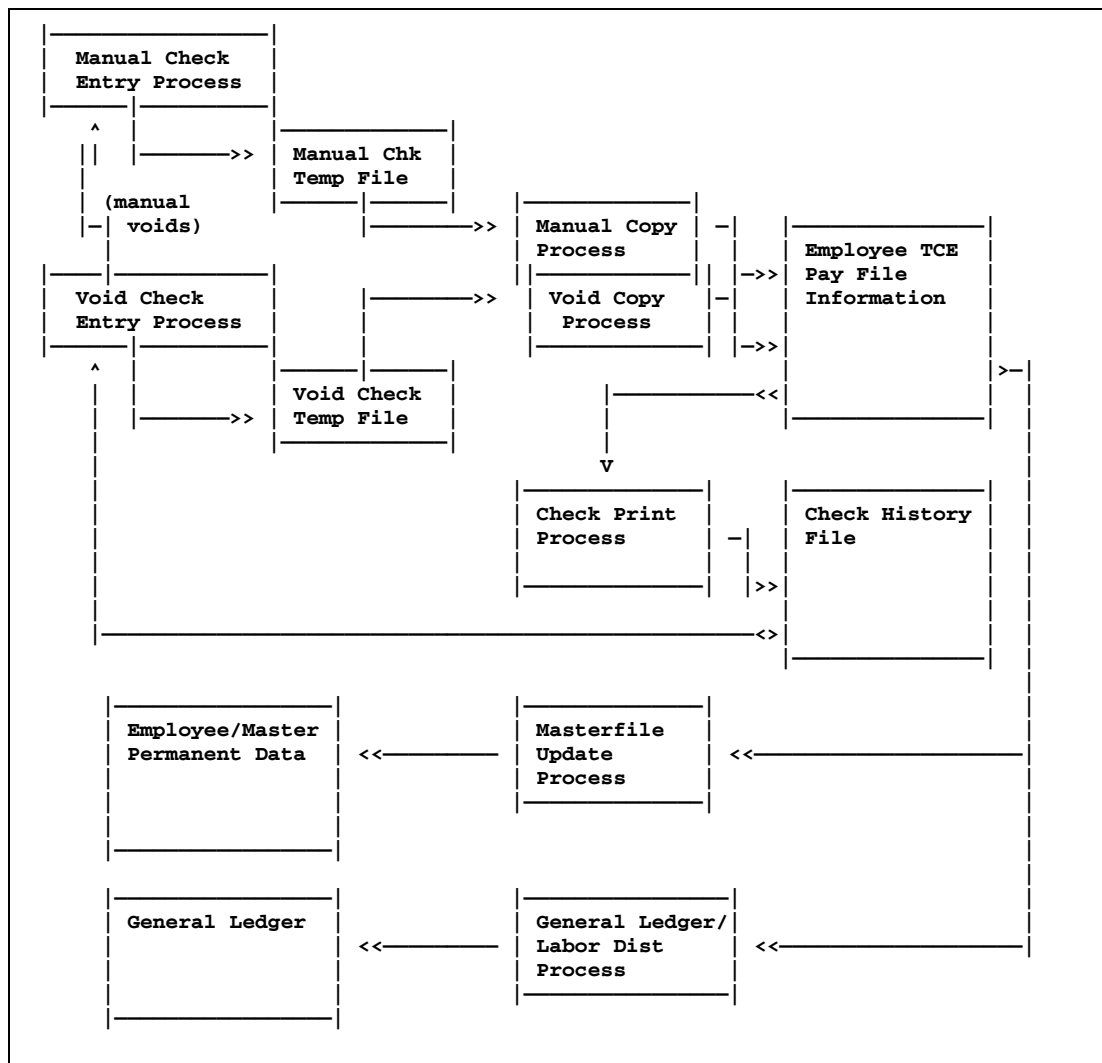 Manual Check
Entry Process
Manual Chk
Temp File
(manual
voids)
Manual Copy
Process
Employee TCE
Pay File
Information
Void Check
Entry Process
Void Copy
Process
Void Check
Temp File
Check Print
Process
Check History
File
Employee/Master
Permanent Data
Masterfile
Update
Process
General Ledger
General Ledger/
Labor Dist
Process